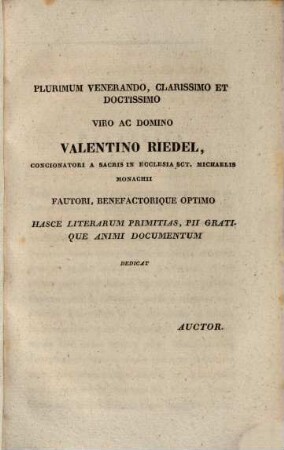 PLURIMUM VENERANDO, CLARISSIMO ET
DOCTISSIMO
VIRO AC DOMINO
VALENTINO RIEDEL,
CONCIONATORI A SACRIS IN ECCLESIA SCT. MICHAELIS
MONACHII
FAUTORI, BENEFACTORIQUE OPTIMO
HASCE LITERARUM PRIMITIAS, PII GRATI-
QUE ANIMI DOCUMENTUM
DEDICAT
AUCTOR.